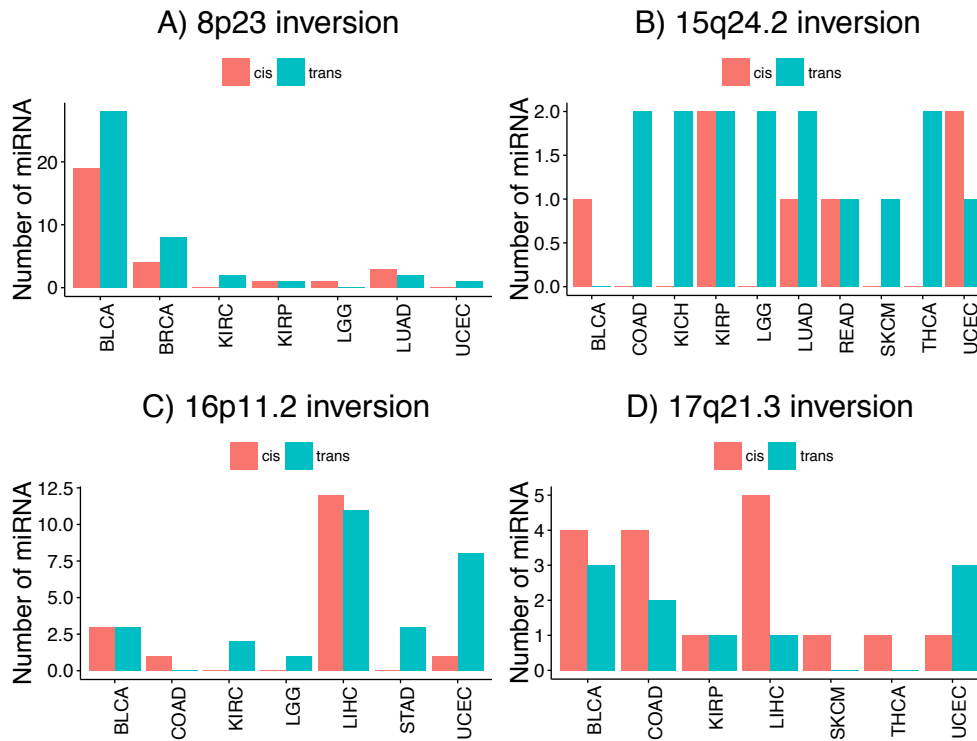 A) 8p23 inversion
cis trans
Number of miRNA
20
10
0
BLCA
BRCA
KIRC
KIRP
LGG
LUAD
UCEC
B) 15q24.2 inversion
cis trans
Number of miRNA
2.0
1.5
1.0
0.5
0.0
BLCA
COAD
KICH
KIRP
LGG
LUAD
READ
SKCM
THCA
UCEC
C) 16p11.2 inversion
cis trans
Number of miRNA
12.5
10.0
7.5
5.0
2.5
0.0
BLCA
COAD
KIRC
LGG
LIHC
STAD
UCEC
D) 17q21.3 inversion
cis trans
Number of miRNA
5
4
3
2
1
0
BLCA
COAD
KIRP
LIHC
SKCM
THCA
UCEC